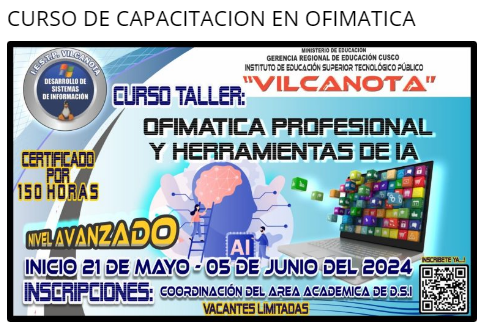 CURSO DE CAPACITACION EN OFIMATICA
MINISTERIO DE EDUCACIÓN
GERENCIA REGIONAL DE EDUCACIÓN CUSCO
INSTITUTO DE EDUCACIÓN SUPERIOR TECNOLÓGICO PÚBLICO
"VILCANOTA"
I.E.S.T.P. VILCANOTA
DESARROLLO DE
SISTEMAS
DE INFORMACIÓN
CURSO TALLER:
OFIMATICA PROFESIONAL
Y HERRAMIENTAS DE IA
CERTIFICADO
POR
150 HORAS
NIVEL AVANZADO
AI
INICIO 21 DE MAYO - 05 DE JUNIO DEL 2024
INSCRIBETE YA...!
INSCRIPCIONES: COORDINACIÓN DEL AREA ACADEMICA DE D.S.I
VACANTES LIMITADAS